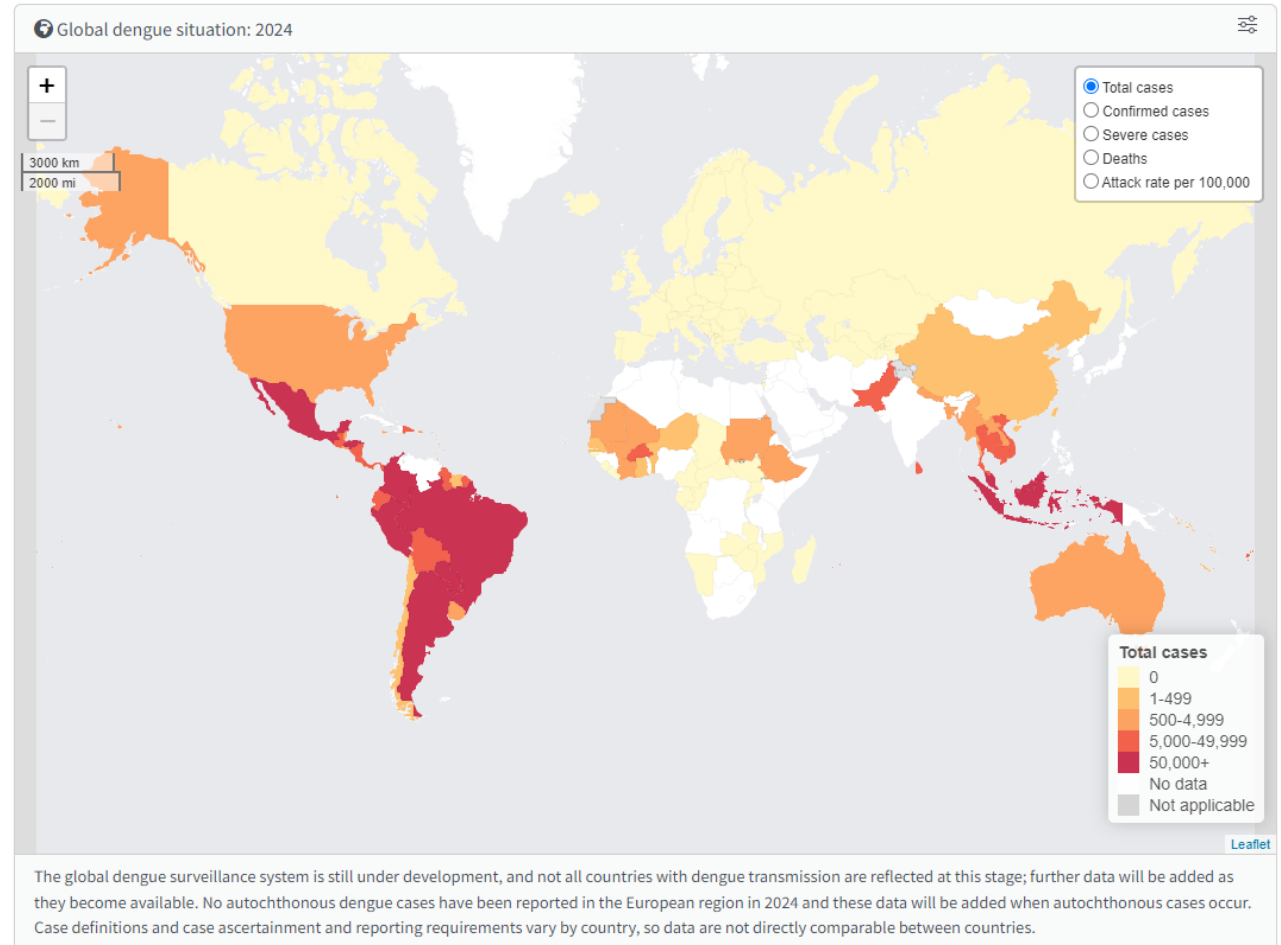 Global dengue situation: 2024
+
−
3000 km
2000 mi
Total cases
Confirmed cases
Severe cases
Deaths
Attack rate per 100,000
Total cases
0
1-499
500-4,999
5,000-49,999
50,000+
No data
Not applicable
Leaflet
The global dengue surveillance system is still under development, and not all countries with dengue transmission are reflected at this stage; further data will be added as
they become available. No autochthonous dengue cases have been reported in the European region in 2024 and these data will be added when autochthonous cases occur.
Case definitions and case ascertainment and reporting requirements vary by country, so data are not directly comparable between countries.